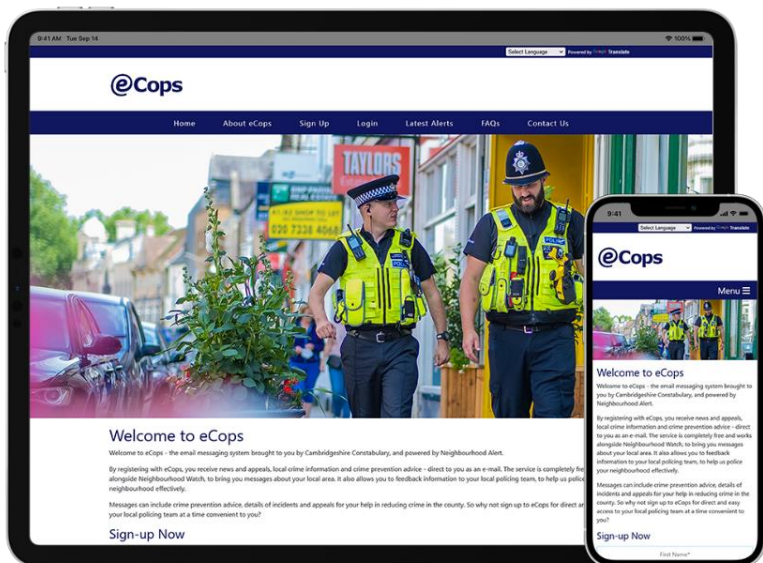 9:41 AM Tue Sep 14
100%
Select Language Powered by Google Translate
eCops
Home About eCops Sign Up Login Latest Alerts FAQs Contact Us
TAYLORS
SHOP TO LET
020 7338 4068
POLICE
Welcome to eCops
Welcome to eCops - the email messaging system brought to you by Cambridgeshire Constabulary, and powered by Neighbourhood Alert.
By registering with eCops, you receive news and appeals, local crime information and crime prevention advice - direct to you as an e-mail. The service is completely fre
alongside Neighbourhood Watch, to bring you messages about your local area. It also allows you to feedback information to your local policing team, to help us police
neighbourhood effectively.
Messages can include crime prevention advice, details of incidents and appeals for your help in reducing crime in the county. So why not sign up to eCops for direct an
your local policing team at a time convenient to you?
Sign-up Now
9:41
Select Language Powered by Google Translate
eCops
Menu
Welcome to eCops
Welcome to eCops - the email messaging system brought to
you by Cambridgeshire Constabulary, and powered by
Neighbourhood Alert.
By registering with eCops, you receive news and appeals,
local crime information and crime prevention advice - direct
to you as an e-mail. The service is completely free and works
alongside Neighbourhood Watch, to bring you messages
about your local area. It also allows you to feedback
information to your local policing team, to help us police
your neighbourhood effectively.
Messages can include crime prevention advice, details of
incidents and appeals for your help in reducing crime in the
county. So why not sign up to eCops for direct and easy
access to your local policing team at a time convenient to
you?
Sign-up Now
First Name*